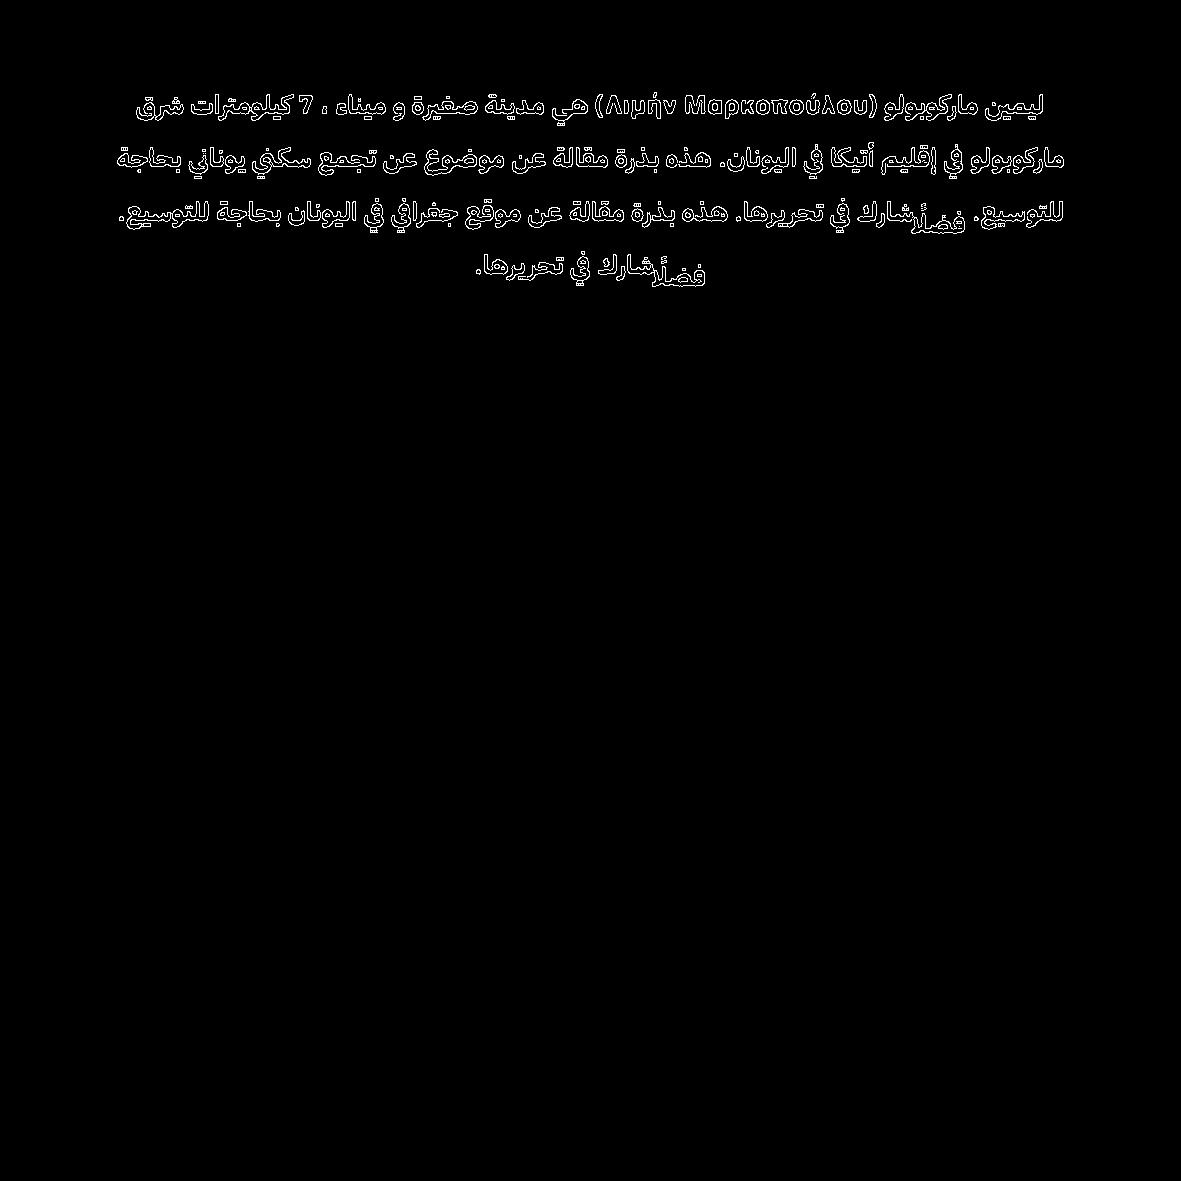 ليمين ماركوبولو (Λιμήν Μαρκοπούλου) هي مدينة صغيرة و ميناء ، 7 كيلومترات شرق
ماركوبولو في إقليم أتيكا في اليونان. هذه بذرة مقالة عن موضوع عن تجمع سكني يوناني بحاجة
للتوسيع. فضلًا شارك في تحريرها. هذه بذرة مقالة عن موقع جغرافي في اليونان بحاجة للتوسيع.
فضلًا شارك في تحريرها.